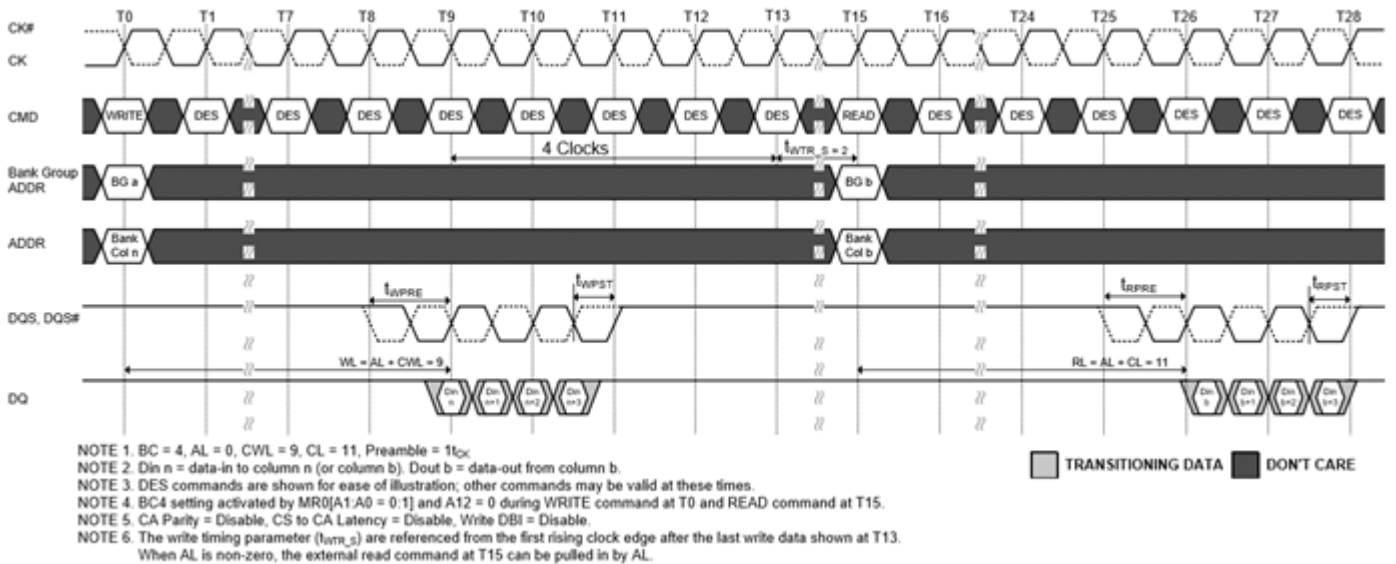 T0 T1 T7 T8 T9 T10 T11 T12 T13 T15 T16 T24 T25 T26 T27 T28
CK#
CK
CMD WRITE DES DES DES DES DES DES DES DES READ DES DES DES DES DES DES
4 Clocks tWTR_S = 2
Bank Group
ADDR
BG a BG b
ADDR
Bank Bank
Col n Col b
tWPRE tWPST tRPRE tRPST
DQS, DQS#
WL = AL + CWL = 9 RL = AL + CL = 11
DQ
Din Din Din Din Din Din Din Din
n n+1 n+2 n+3 b b+1 b+2 b+3
NOTE 1. BC = 4, AL = 0, CWL = 9, CL = 11, Preamble = 1tCK
NOTE 2. Din n = data-in to column n (or column b). Dout b = data-out from column b.
NOTE 3. DES commands are shown for ease of illustration; other commands may be valid at these times.
NOTE 4. BC4 setting activated by MR0[A1:A0 = 0:1] and A12 = 0 during WRITE command at T0 and READ command at T15.
NOTE 5. CA Parity = Disable, CS to CA Latency = Disable, Write DBI = Disable.
NOTE 6. The write timing parameter (tWTR_S) are referenced from the first rising clock edge after the last write data shown at T13.
When AL is non-zero, the external read command at T15 can be pulled in by AL.
TRANSITIONING DATA DON'T CARE